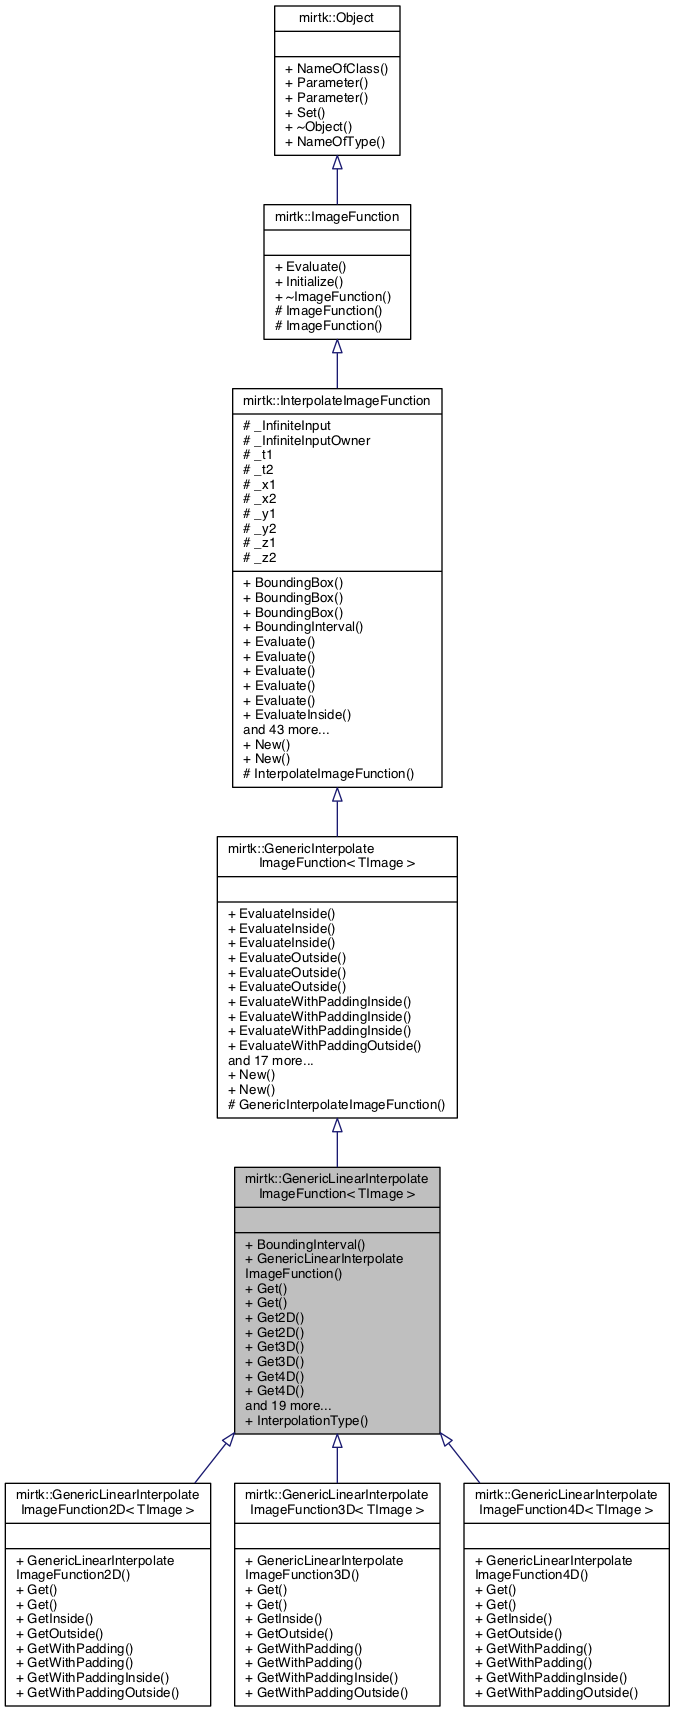 mirtk::Object
+ NameOfClass()
+ Parameter()
+ Parameter()
+ Set()
+ ~Object()
+ NameOfType()
mirtk::ImageFunction
+ Evaluate()
+ Initialize()
+ ~ImageFunction()
# ImageFunction()
# ImageFunction()
mirtk::InterpolateImageFunction
# _InfiniteInput
# _InfiniteInputOwner
# _t1
# _t2
# _x1
# _x2
# _y1
# _y2
# _z1
# _z2
+ BoundingBox()
+ BoundingBox()
+ BoundingBox()
+ BoundingInterval()
+ Evaluate()
+ Evaluate()
+ Evaluate()
+ Evaluate()
+ Evaluate()
+ EvaluateInside()
and 43 more...
+ New()
+ New()
# InterpolateImageFunction()
mirtk::GenericInterpolate
ImageFunction< TImage >
+ EvaluateInside()
+ EvaluateInside()
+ EvaluateInside()
+ EvaluateOutside()
+ EvaluateOutside()
+ EvaluateOutside()
+ EvaluateWithPaddingInside()
+ EvaluateWithPaddingInside()
+ EvaluateWithPaddingInside()
+ EvaluateWithPaddingOutside()
and 17 more...
+ New()
+ New()
# GenericInterpolateImageFunction()
mirtk::GenericLinearInterpolate
ImageFunction< TImage >
+ BoundingInterval()
+ GenericLinearInterpolate
ImageFunction()
+ Get()
+ Get()
+ Get2D()
+ Get2D()
+ Get3D()
+ Get3D()
+ Get4D()
+ Get4D()
and 19 more...
+ InterpolationType()
mirtk::GenericLinearInterpolate
ImageFunction2D< TImage >
+ GenericLinearInterpolate
ImageFunction2D()
+ Get()
+ Get()
+ GetInside()
+ GetOutside()
+ GetWithPadding()
+ GetWithPadding()
+ GetWithPaddingInside()
+ GetWithPaddingOutside()
mirtk::GenericLinearInterpolate
ImageFunction3D< TImage >
+ GenericLinearInterpolate
ImageFunction3D()
+ Get()
+ Get()
+ GetInside()
+ GetOutside()
+ GetWithPadding()
+ GetWithPadding()
+ GetWithPaddingInside()
+ GetWithPaddingOutside()
mirtk::GenericLinearInterpolate
ImageFunction4D< TImage >
+ GenericLinearInterpolate
ImageFunction4D()
+ Get()
+ Get()
+ GetInside()
+ GetOutside()
+ GetWithPadding()
+ GetWithPadding()
+ GetWithPaddingInside()
+ GetWithPaddingOutside()